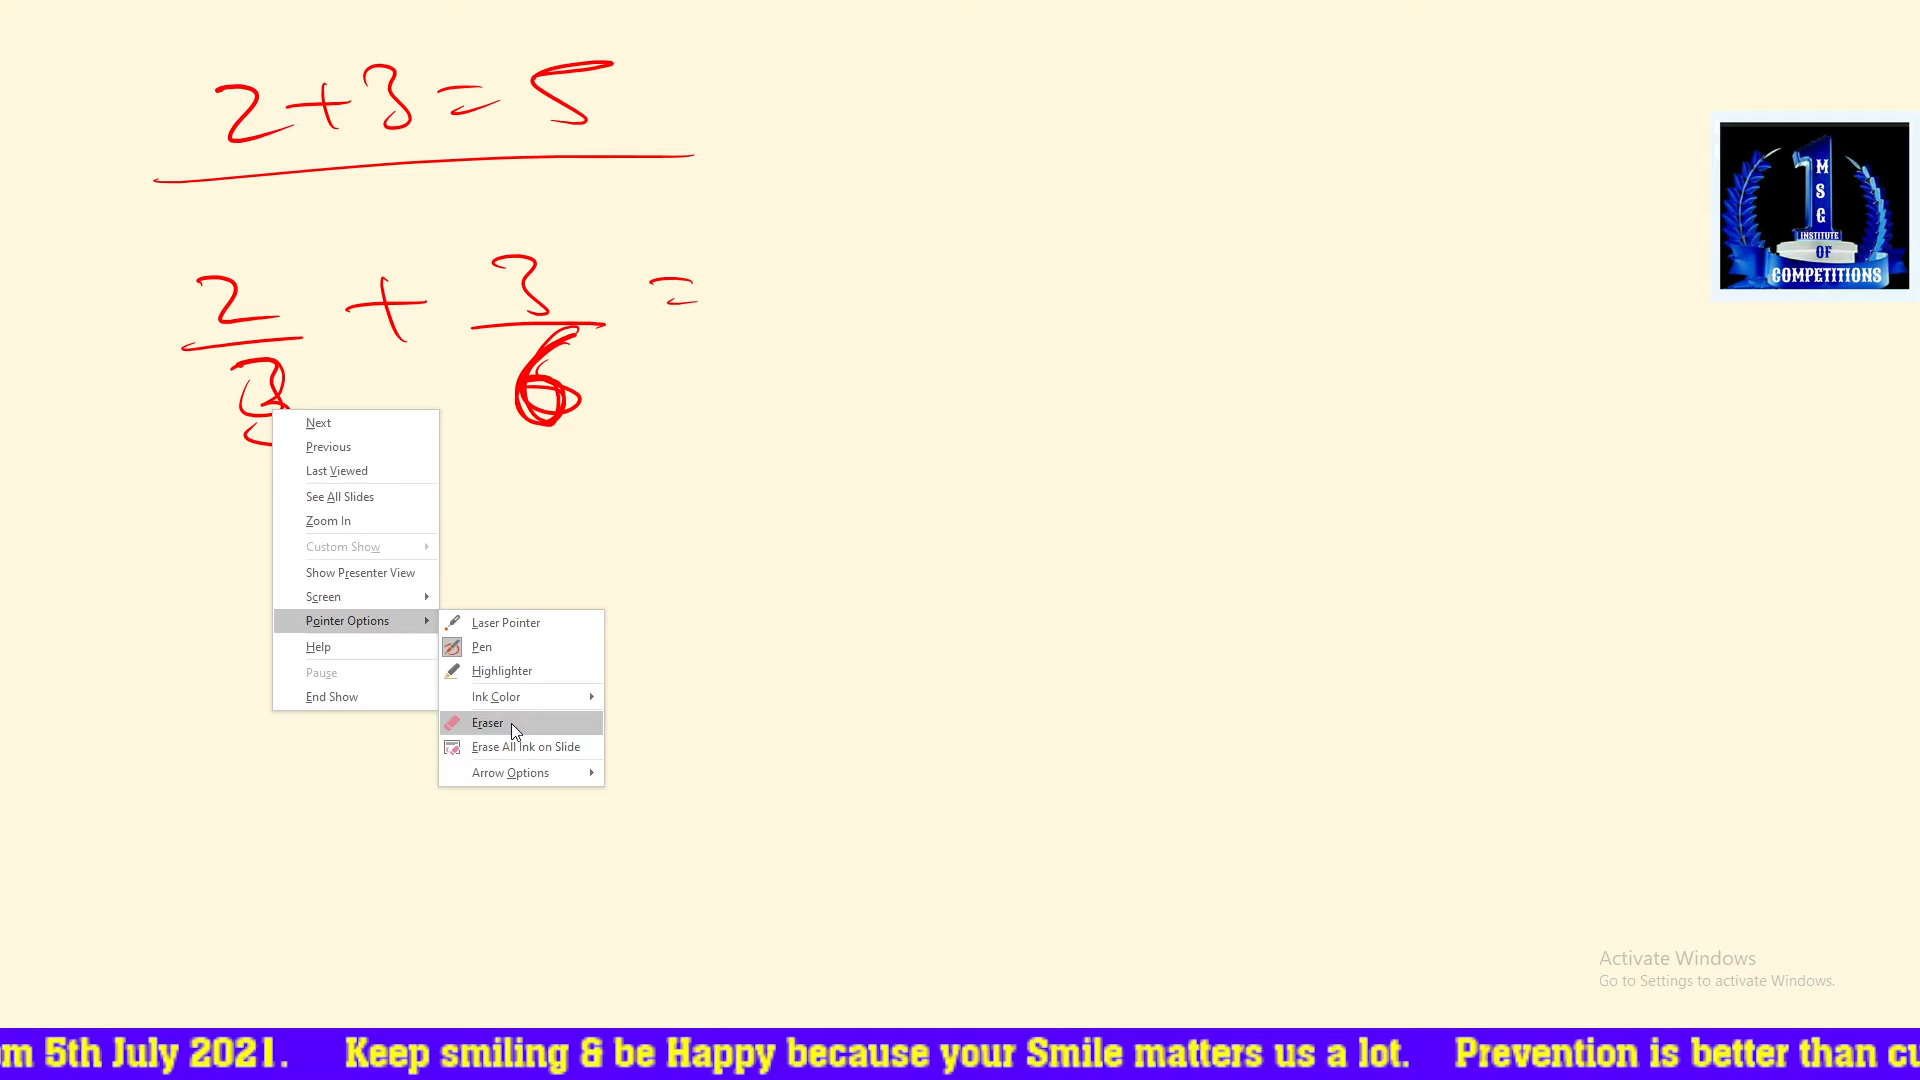 2+3=5
2 + 3 =
6
Next
Previous
Last Viewed
See All Slides
Zoom In
Custom Show
Show Presenter View
Screen
Pointer Options
Help
Pause
End Show
Laser Pointer
Pen
Highlighter
Ink Color
Eraser
Erase All Ink on Slide
Arrow Options
1
MSG
INSTITUTE
OF
COMPETITIONS
Activate Windows
Go to Settings to activate Windows.
m 5th July 2021. Keep smiling & be Happy because your Smile matters us a lot. Prevention is better than cu